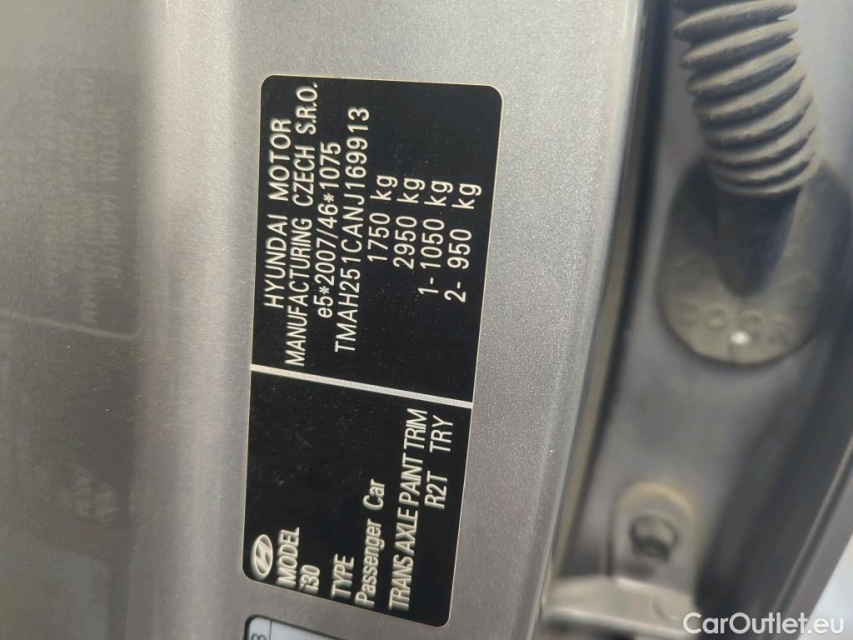 HYUNDAI MOTOR
MANUFACTURING CZECH S.R.O.
e5*2007/46*1075
TMAH251CANJ169913
1750 kg
2950 kg
1- 1050 kg
2- 950 kg
MODEL
i30
TYPE
Passenger Car
TRANS AXLE PAINT TRIM
R2T TRY
CarOutlet.eu